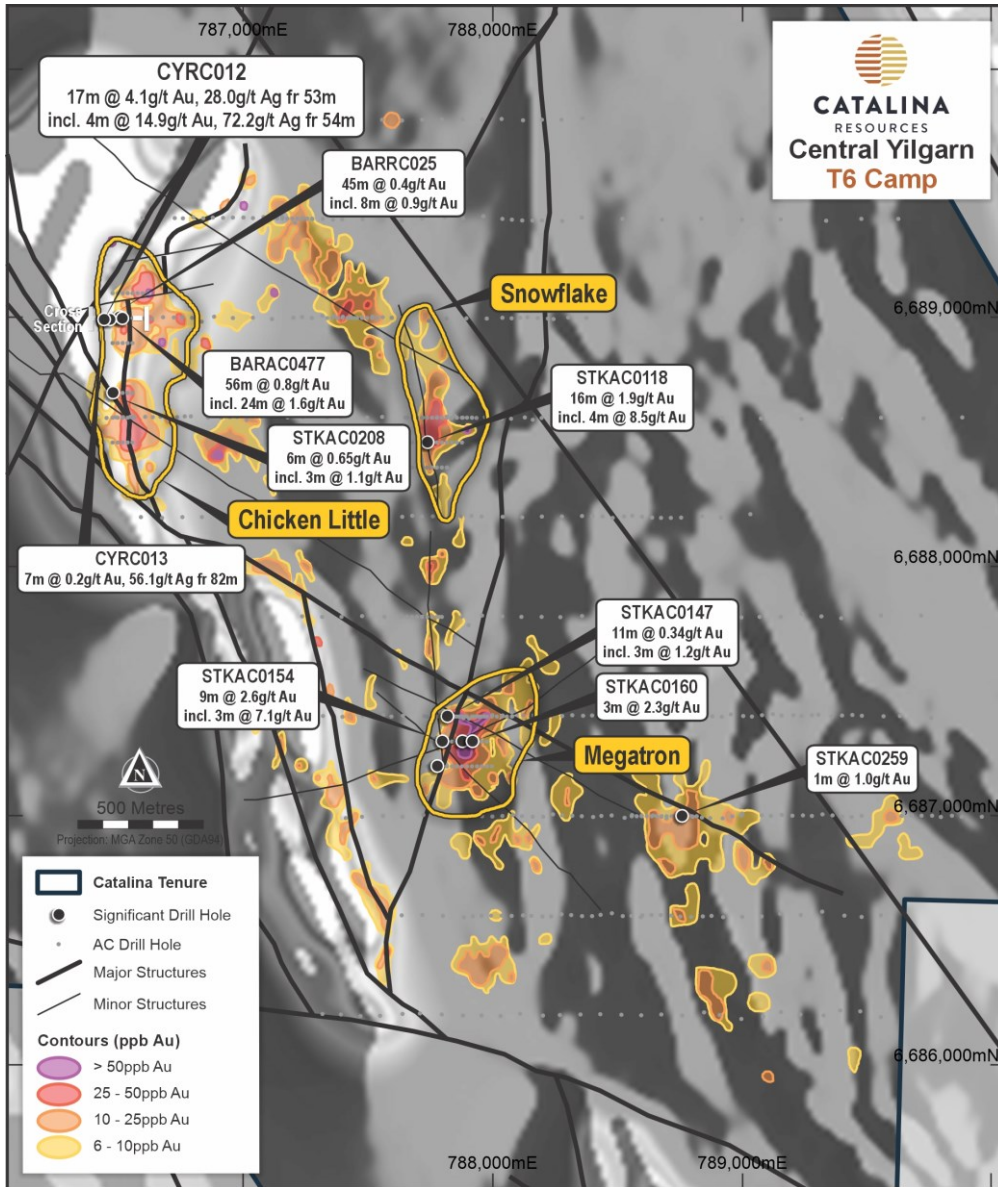 787,000mE
788,000mE
CATALINA
RESOURCES
Central Yilgarn
T6 Camp
CYRC012
17m @ 4.1g/t Au, 28.0g/t Ag fr 53m
incl. 4m @ 14.9g/t Au, 72.2g/t Ag fr 54m
BARRC025
45m @ 0.4g/t Au
incl. 8m @ 0.9g/t Au
Snowflake
6,689,000mN
Cross
Section
BARAC0477
56m @ 0.8g/t Au
incl. 24m @ 1.6g/t Au
STKAC0118
16m @ 1.9g/t Au
incl. 4m @ 8.5g/t Au
STKAC0208
6m @ 0.65g/t Au
incl. 3m @ 1.1g/t Au
Chicken Little
CYRC013
7m @ 0.2g/t Au, 56.1g/t Ag fr 82m
6,688,000mN
STKAC0147
11m @ 0.34g/t Au
incl. 3m @ 1.2g/t Au
STKAC0154
9m @ 2.6g/t Au
incl. 3m @ 7.1g/t Au
STKAC0160
3m @ 2.3g/t Au
Megatron
STKAC0259
1m @ 1.0g/t Au
N
500 Metres
Projection: MGA Zone 50 (GDA94)
6,687,000mN
Catalina Tenure
Significant Drill Hole
AC Drill Hole
Major Structures
Minor Structures
Contours (ppb Au)
> 50ppb Au
25 - 50ppb Au
10 - 25ppb Au
6 - 10ppb Au
6,686,000mN
788,000mE
789,000mE